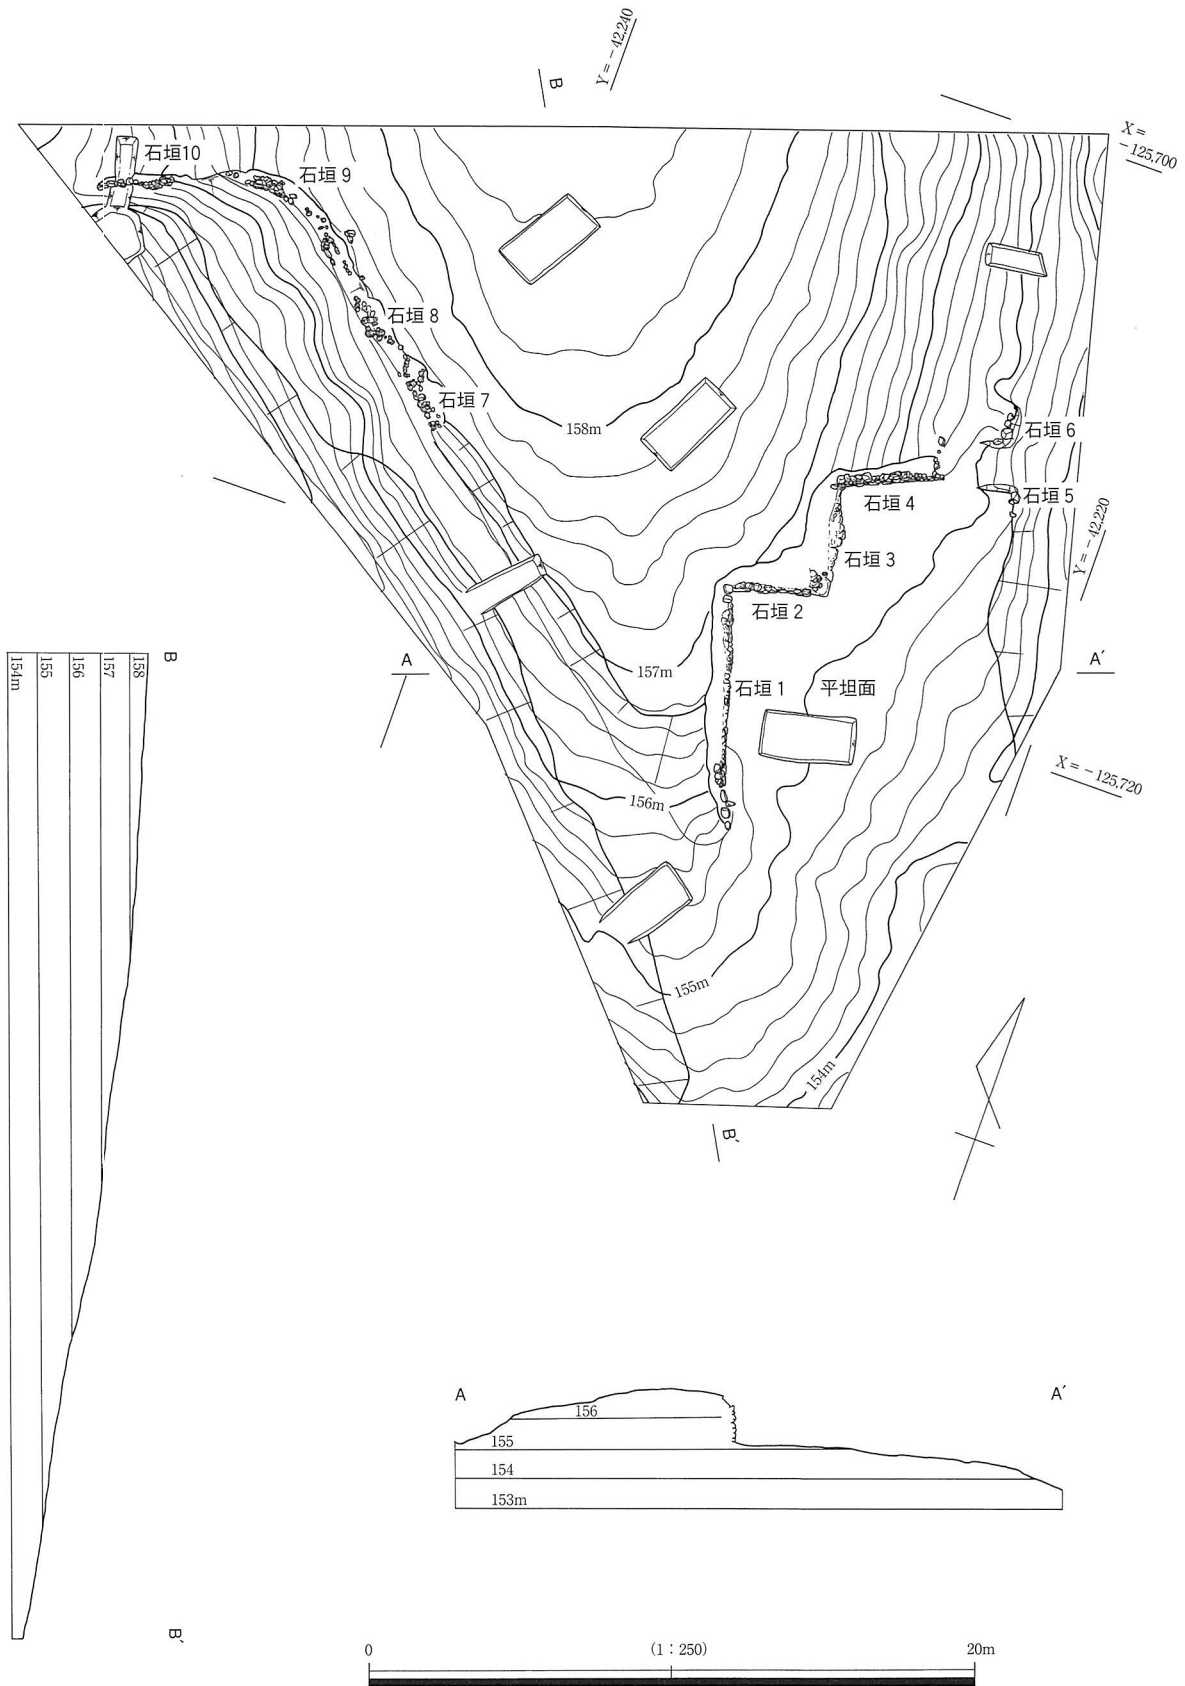 Y=−42,240
B
X=
−125,700
石垣10
石垣 9
石垣 8
石垣 7
158m
石垣 6
石垣 5
石垣 4
石垣 3
石垣 2
Y=−42,220
A
157m
石垣 1
平坦面
A′
X=−125,720
156m
155m
154m
B′
B
154m
155
156
157
158
B′
A
A′
156
155
154
153m
0
(1：250)
20m